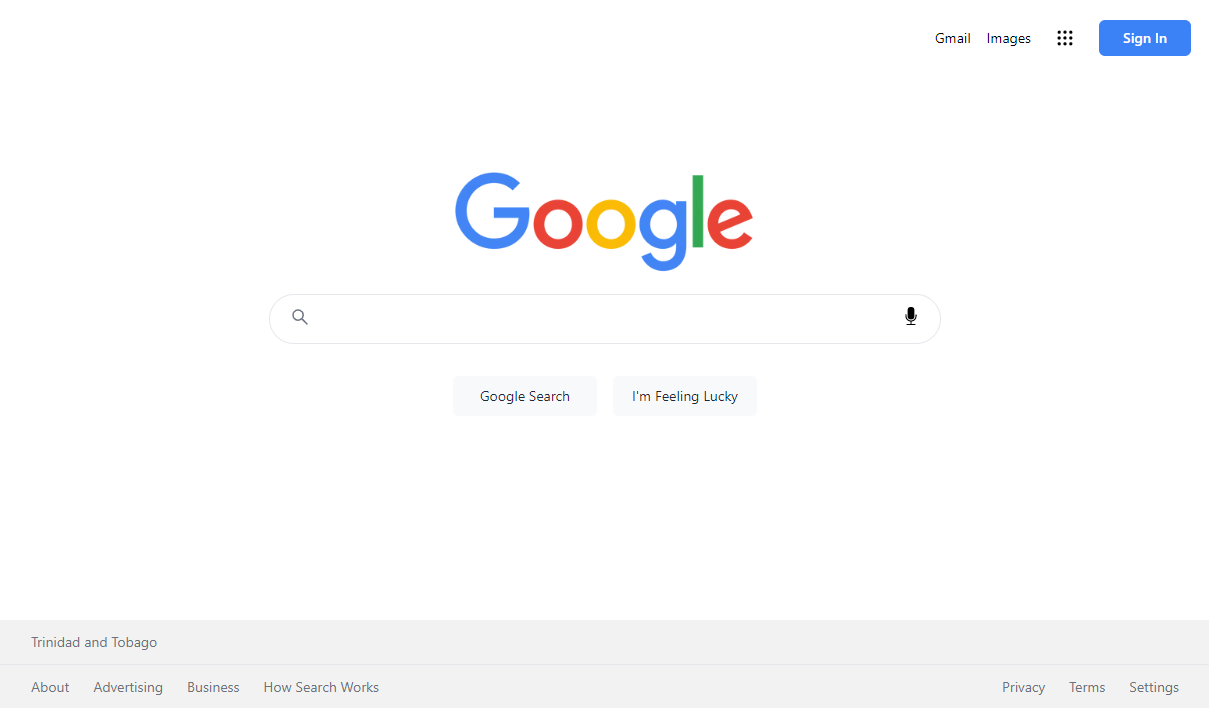 Gmail Images Sign In
Google
Google Search I'm Feeling Lucky
Trinidad and Tobago
About Advertising Business How Search Works Privacy Terms Settings